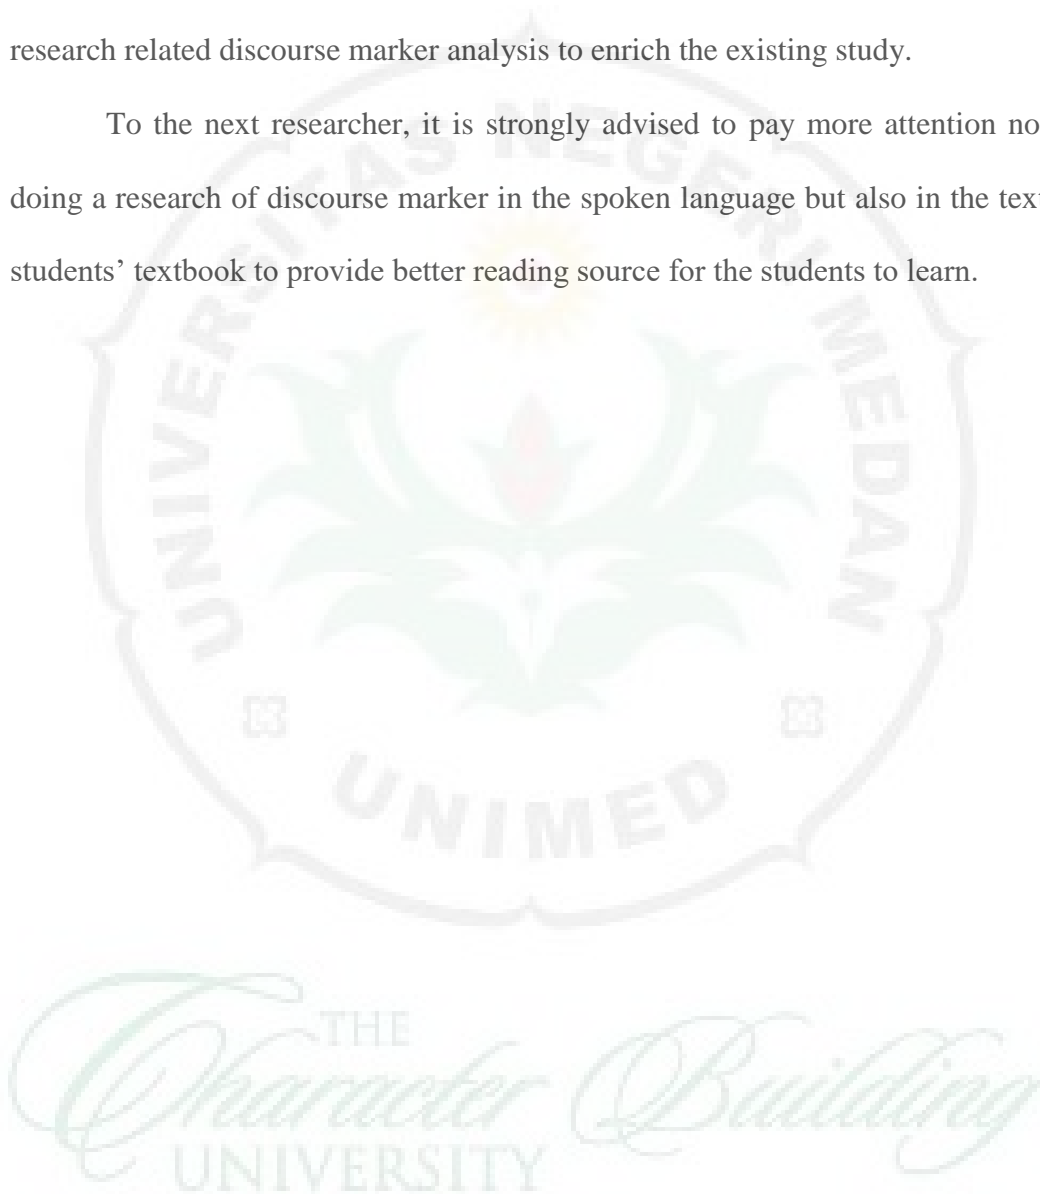 research related discourse marker analysis to enrich the existing study.
To the next researcher, it is strongly advised to pay more attention no
doing a research of discourse marker in the spoken language but also in the tex
students’ textbook to provide better reading source for the students to learn.
UNIVERSITAS NEGERI MEDAN
UNIMED
THE
Character Building
UNIVERSITY